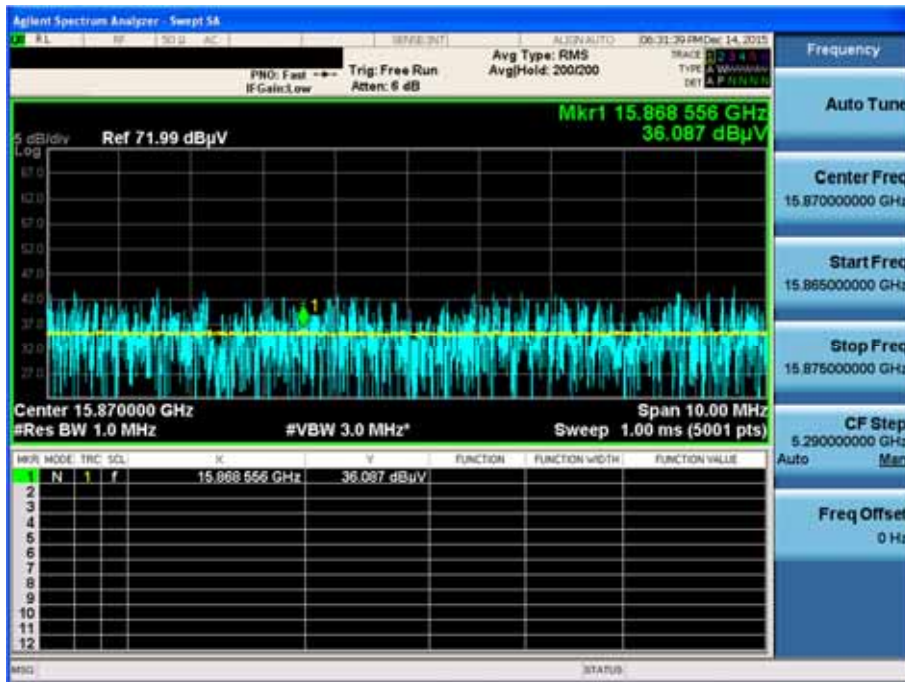 Agilent Spectrum Analyzer - Swept SA
RL RF 50 Ω AC SENSE:INT ALIGN AUTO 06:31:39 PM Dec 14, 2015
Frequency
PNO: Fast Trig: Free Run Avg Type: RMS TRACE 1 2 3 4 5 6
IFGain:Low Atten: 6 dB Avg|Hold: 200/200 TYPE A W
DET A P N N N N
Auto Tune
Mkr1 15.868 556 GHz
36.087 dBµV
5 dB/div Ref 71.99 dBµV
Log
67.0
62.0
57.0
52.0
47.0
42.0
37.0
32.0
27.0
1
Center Freq
15.870000000 GHz
Start Freq
15.865000000 GHz
Stop Freq
15.875000000 GHz
Center 15.870000 GHz Span 10.00 MHz
#Res BW 1.0 MHz #VBW 3.0 MHz* Sweep 1.00 ms (5001 pts)
CF Step
5.290000000 GHz
Auto Man
MKR MODE TRC SCL X Y FUNCTION FUNCTION WIDTH FUNCTION VALUE
1 N 1 f 15.868 556 GHz 36.087 dBµV
2
3
4
5
6
7
8
9
10
11
12
Freq Offset
0 Hz
MSG STATUS